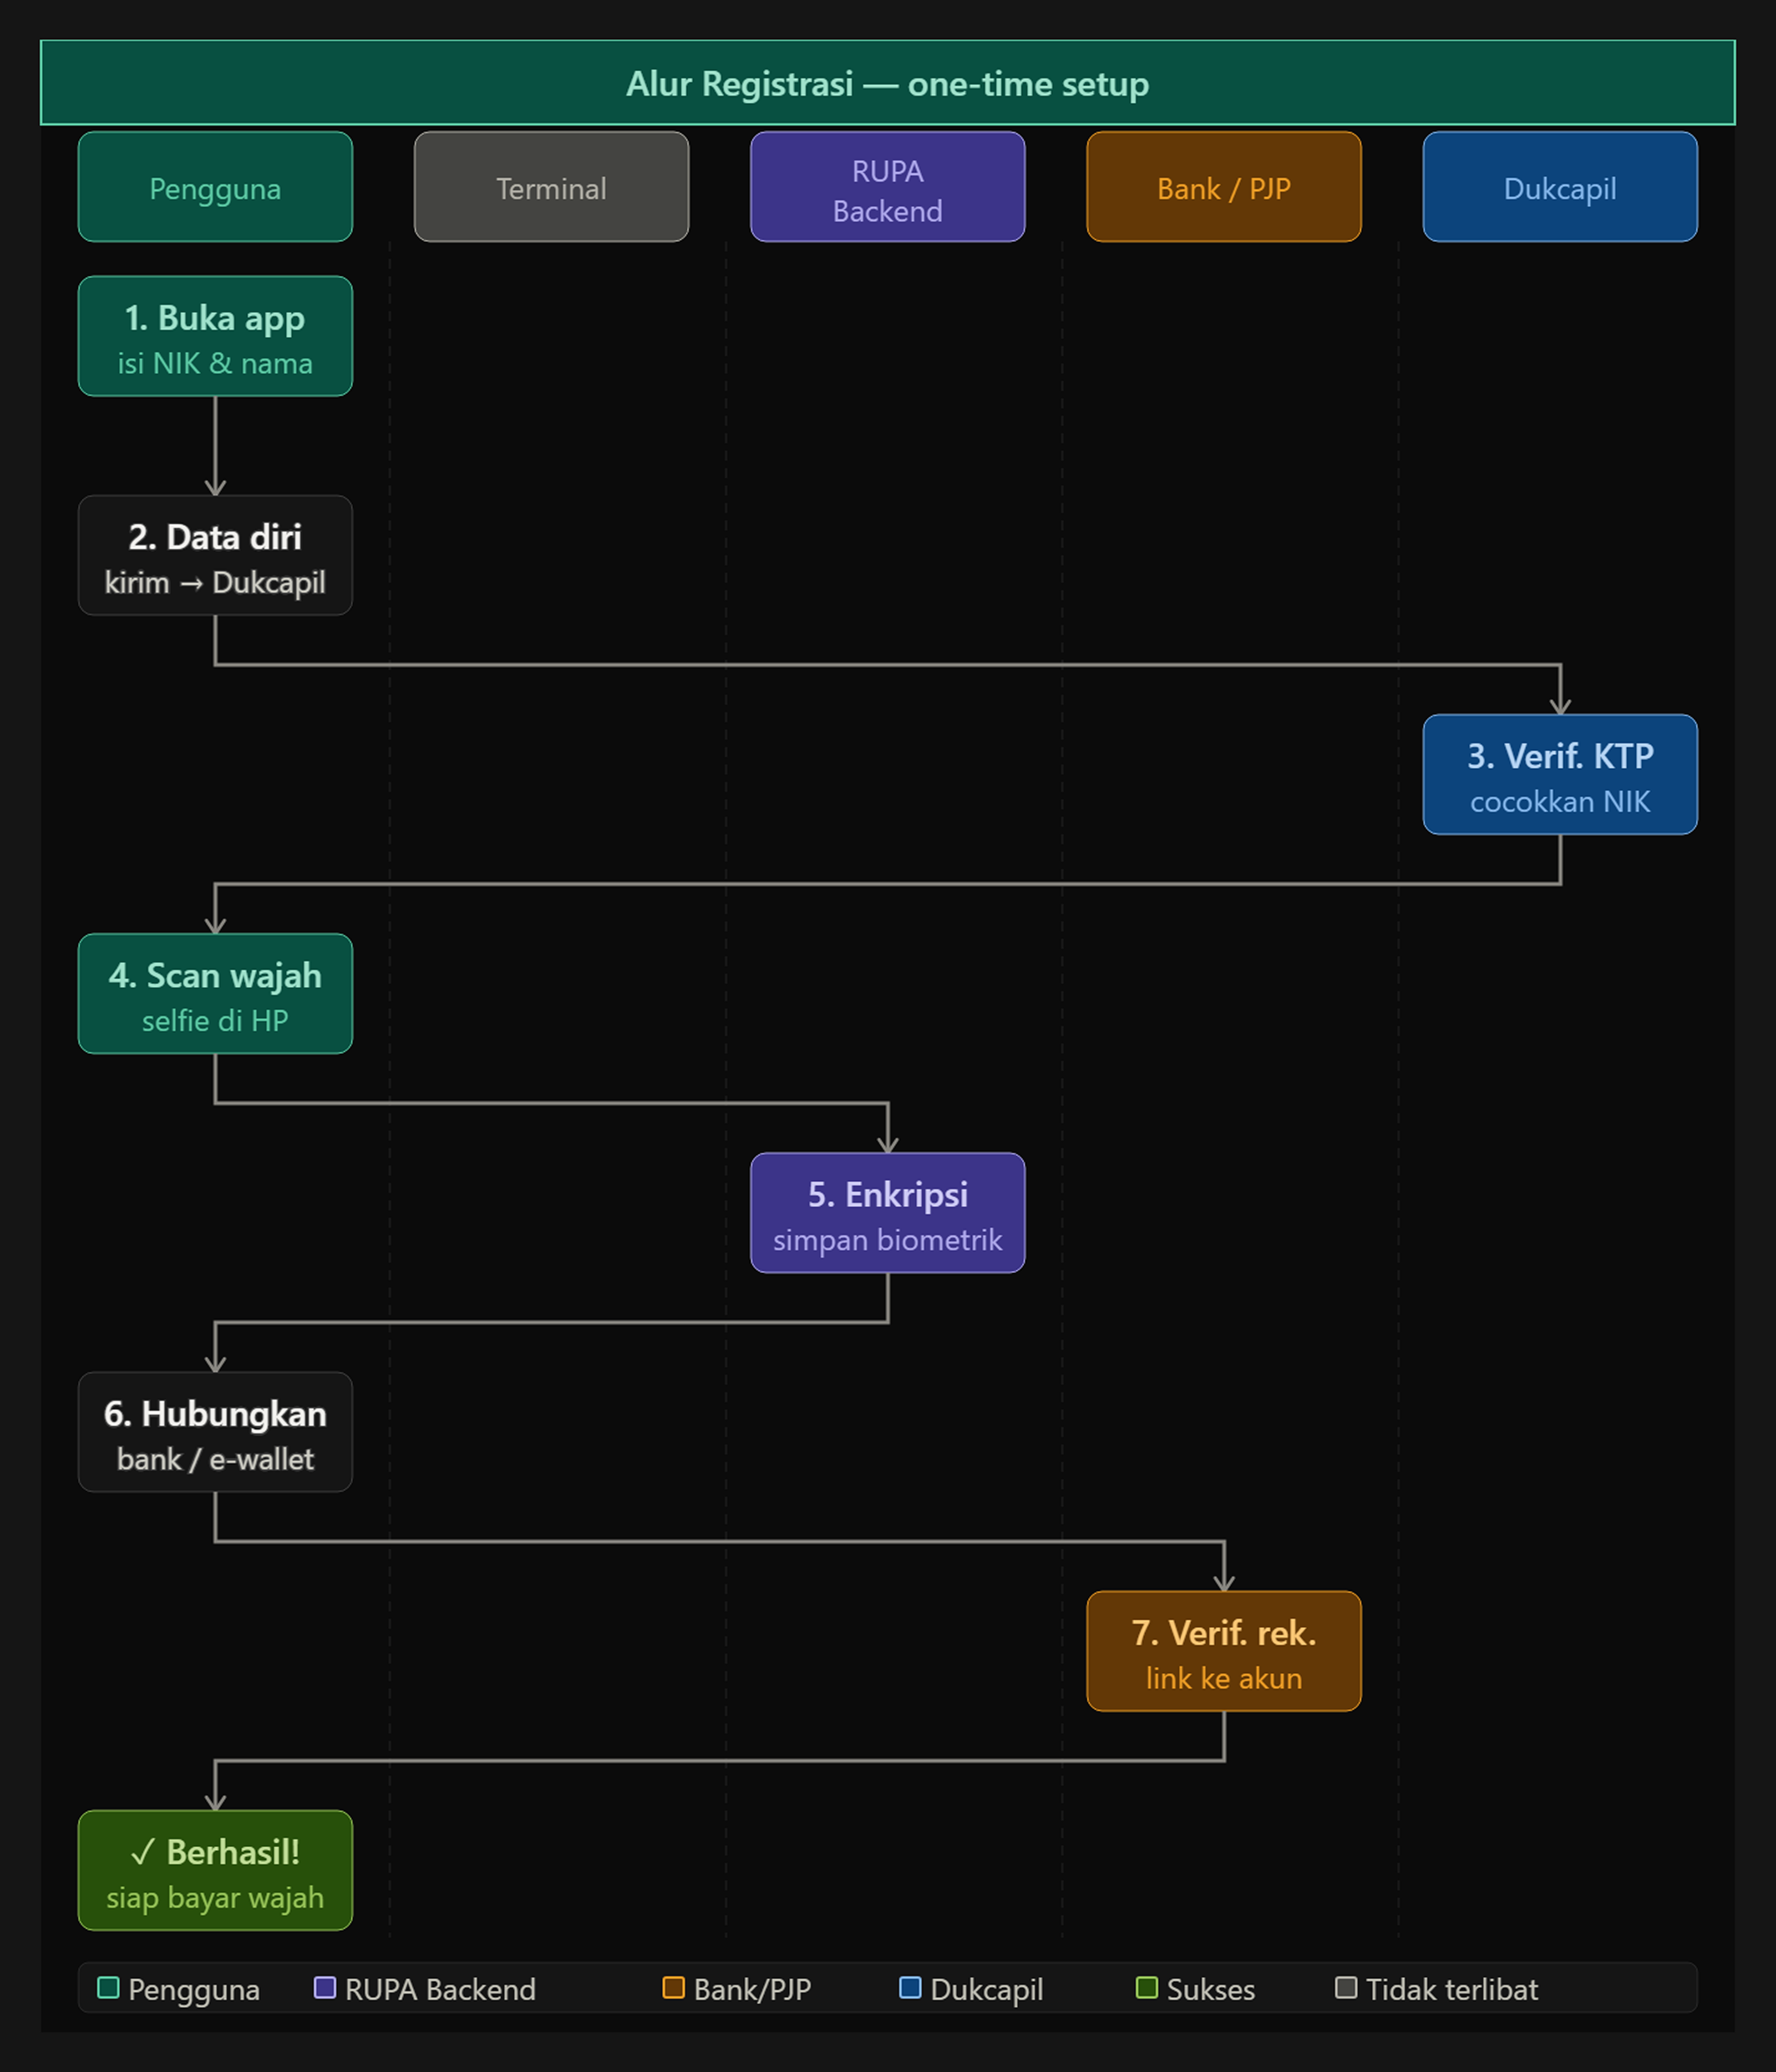 Alur Registrasi — one-time setup
Pengguna
Terminal
RUPA
Backend
Bank / PJP
Dukcapil
1. Buka app
isi NIK & nama
2. Data diri
kirim → Dukcapil
3. Verif. KTP
cocokkan NIK
4. Scan wajah
selfie di HP
5. Enkripsi
simpan biometrik
6. Hubungkan
bank / e-wallet
7. Verif. rek.
link ke akun
✓ Berhasil!
siap bayar wajah
Pengguna
RUPA Backend
Bank/PJP
Dukcapil
Sukses
Tidak terlibat